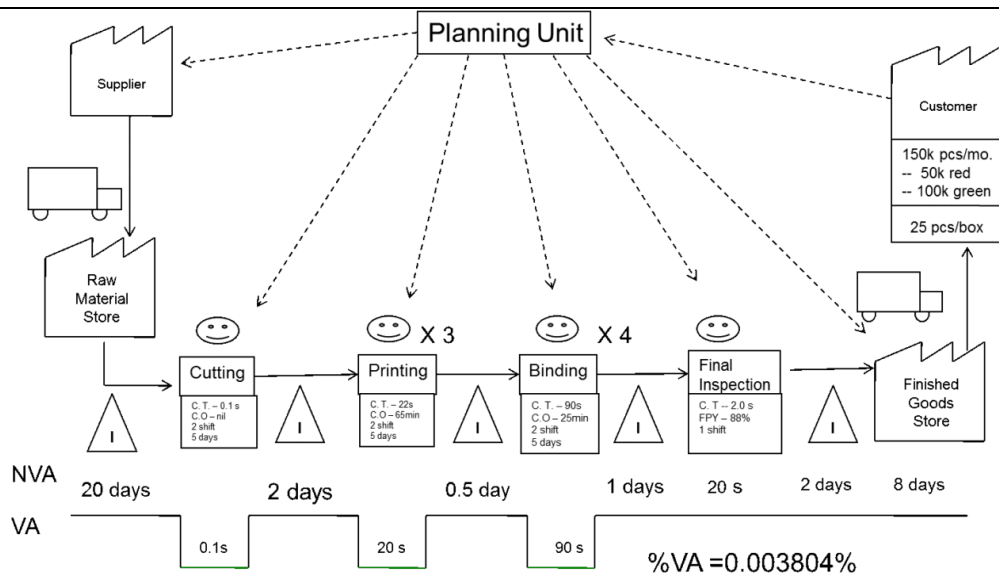 Planning Unit
Supplier
Customer
150k pcs/mo.
-- 50k red
-- 100k green
25 pcs/box
Raw
Material
Store
X 3
X 4
Cutting
C. T. – 0.1 s
C.O – nil
2 shift
5 days
Printing
C. T. – 22s
C.O – 65min
2 shift
5 days
Binding
C. T. – 90s
C.O – 25min
2 shift
5 days
Final
Inspection
C. T -- 2.0 s
FPY – 88%
1 shift
Finished
Goods
Store
I
I
I
I
I
NVA
20 days
2 days
0.5 day
1 days
20 s
2 days
8 days
VA
0.1s
20 s
90 s
%VA =0.003804%